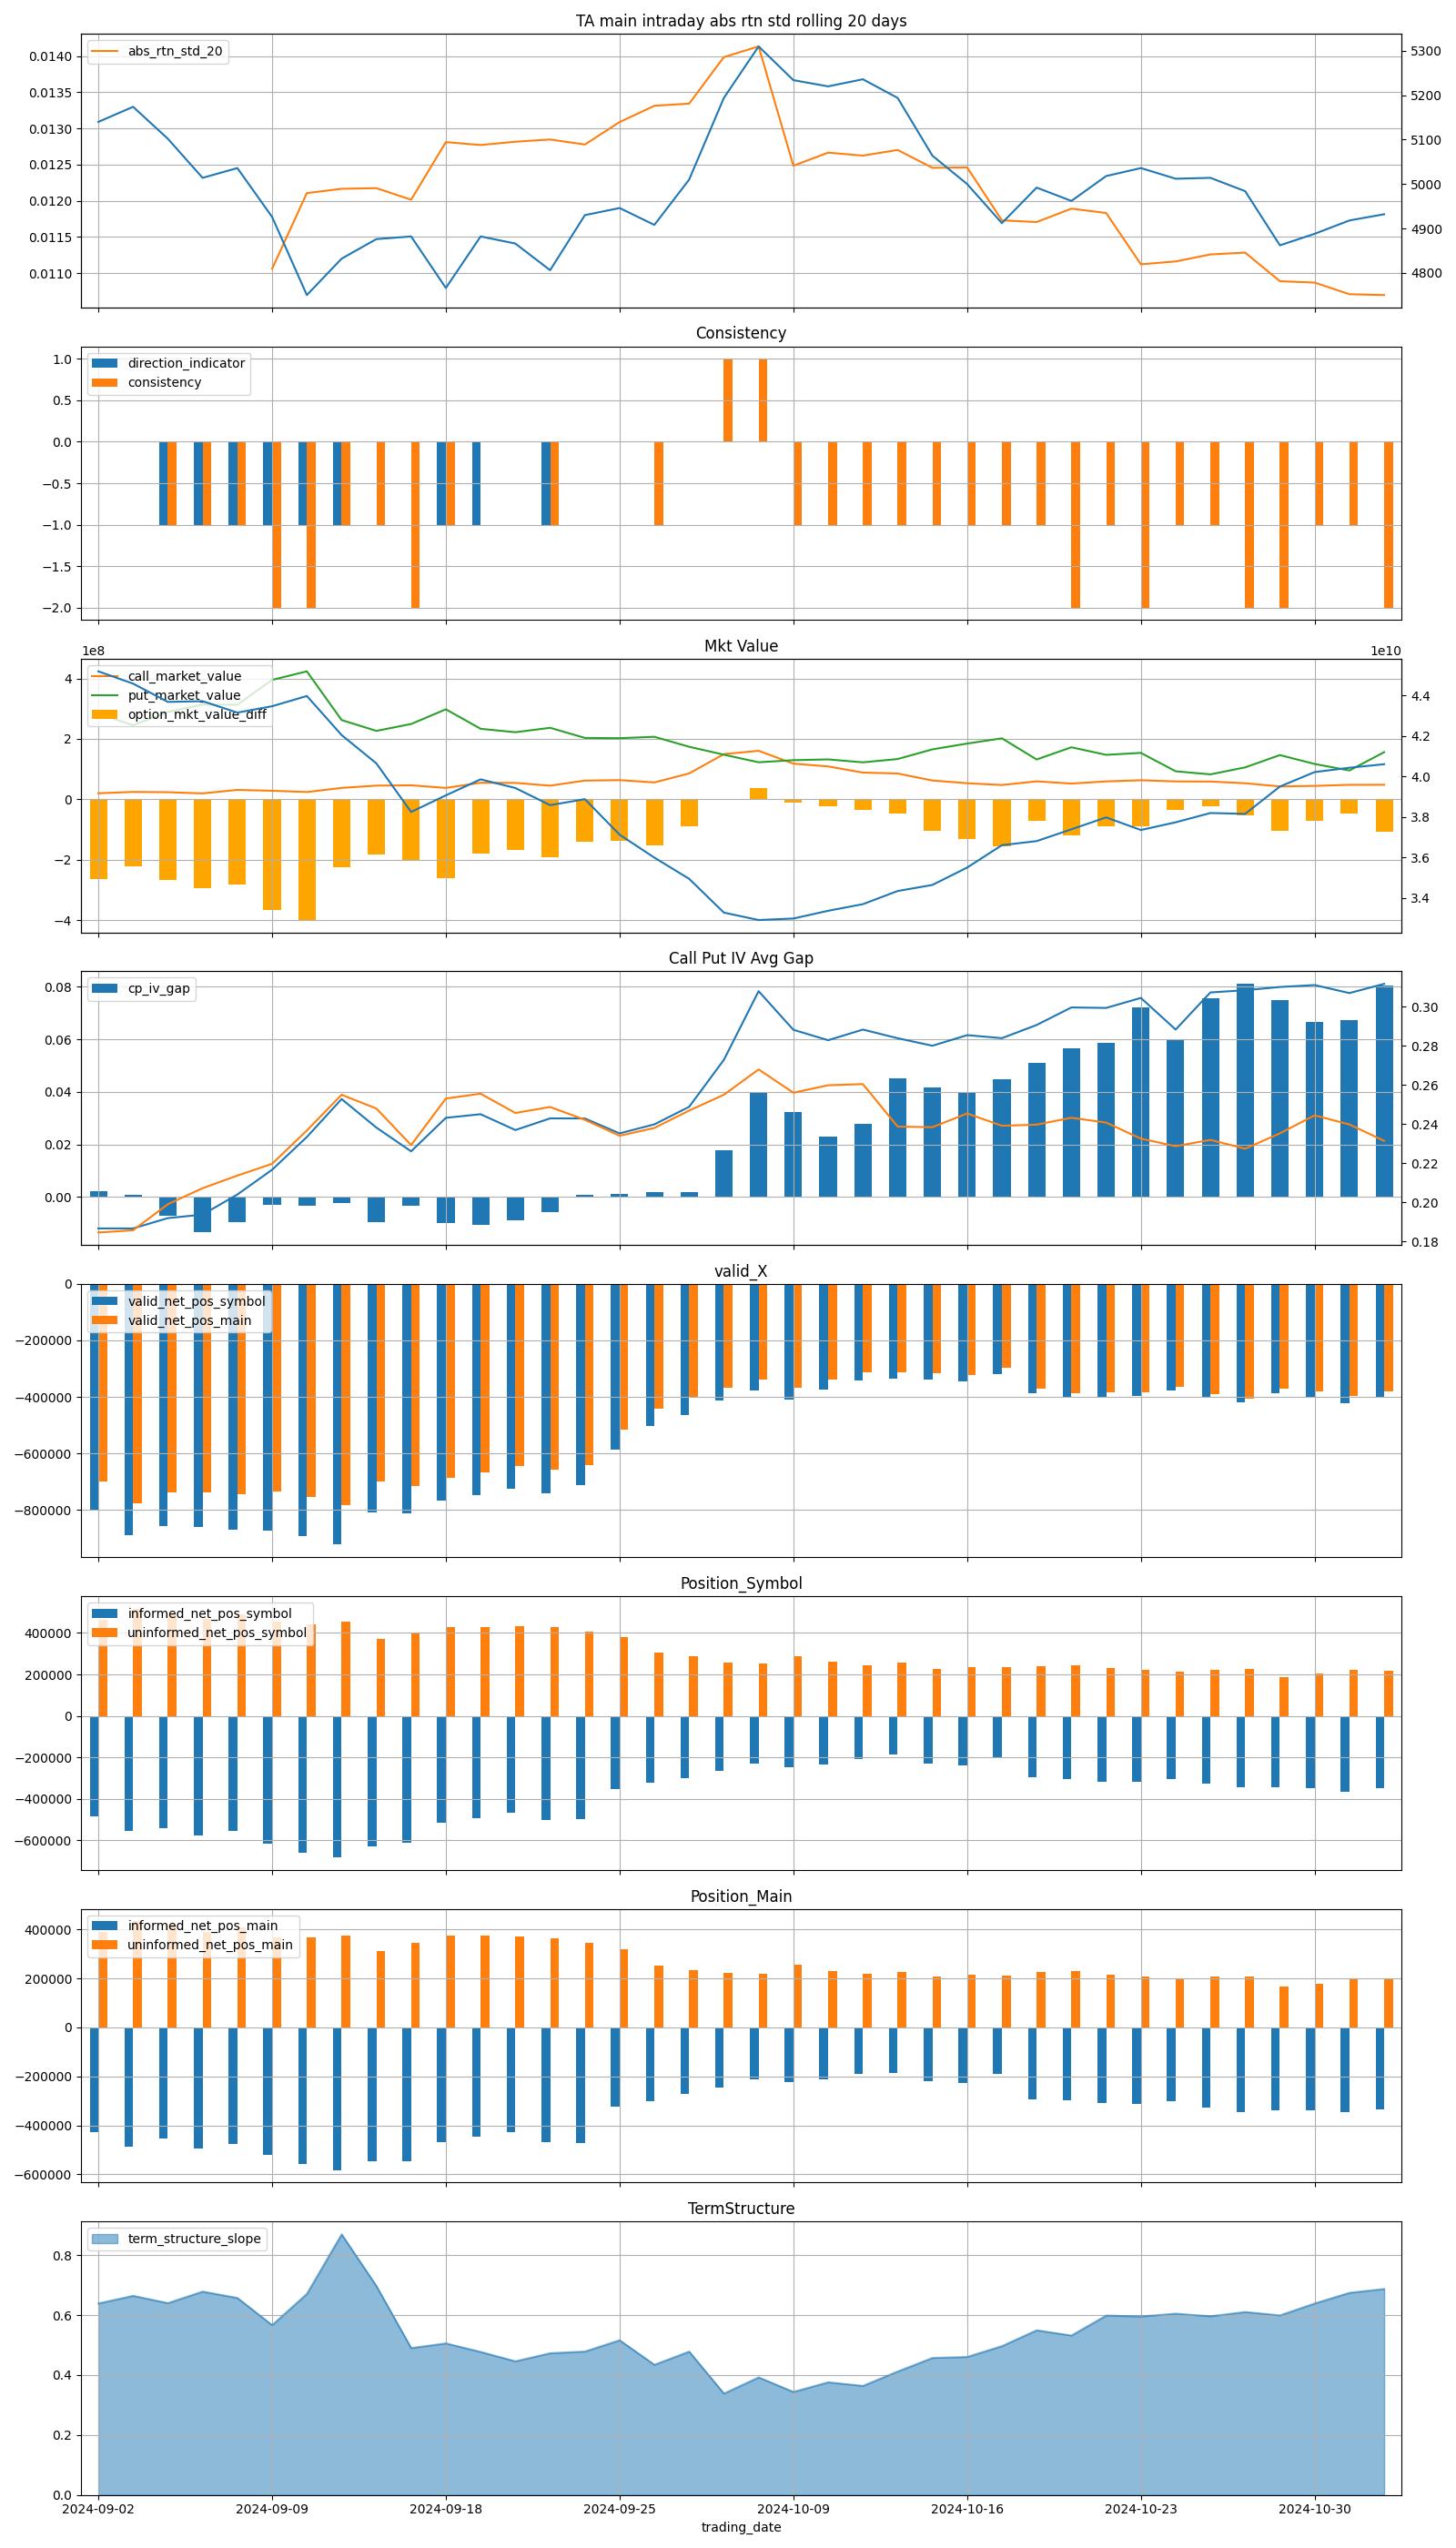 TA main intraday abs rtn std rolling 20 days
abs_rtn_std_20
0.0140
0.0135
0.0130
0.0125
0.0120
0.0115
0.0110
5300
5200
5100
5000
4900
4800
Consistency
direction_indicator
consistency
1.0
0.5
0.0
−0.5
−1.0
−1.5
−2.0
Mkt Value
1e8
1e10
call_market_value
put_market_value
option_mkt_value_diff
4
2
0
−2
−4
4.4
4.2
4.0
3.8
3.6
3.4
Call Put IV Avg Gap
cp_iv_gap
0.08
0.06
0.04
0.02
0.00
0.30
0.28
0.26
0.24
0.22
0.20
0.18
valid_X
valid_net_pos_symbol
valid_net_pos_main
0
−200000
−400000
−600000
−800000
Position_Symbol
informed_net_pos_symbol
uninformed_net_pos_symbol
400000
200000
0
−200000
−400000
−600000
Position_Main
informed_net_pos_main
uninformed_net_pos_main
400000
200000
0
−200000
−400000
−600000
TermStructure
term_structure_slope
0.8
0.6
0.4
0.2
0.0
2024-09-02
2024-09-09
2024-09-18
2024-09-25
2024-10-09
2024-10-16
2024-10-23
2024-10-30
trading_date